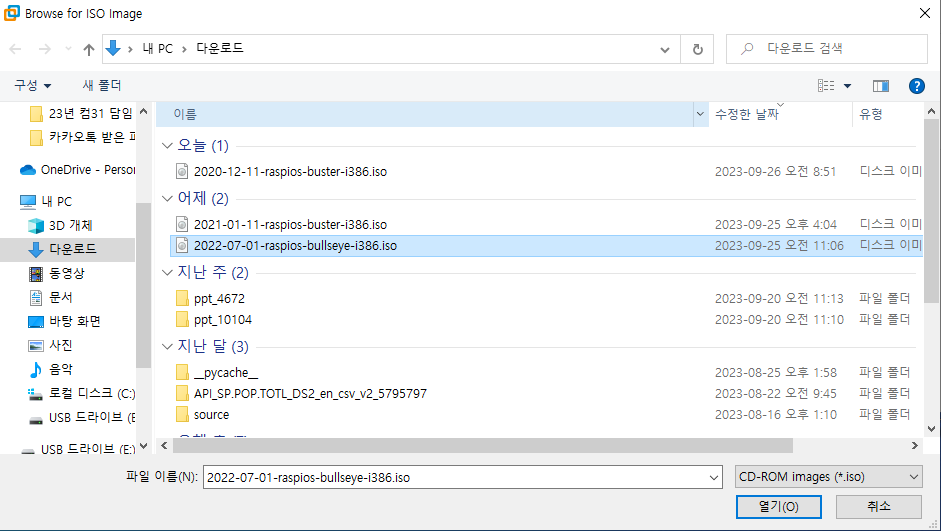 Browse for ISO Image
내 PC › 다운로드
다운로드 검색
구성 새 폴더
이름 수정한 날짜 유형
23년 컴31 담임
카카오톡 받은 파
OneDrive - Person
내 PC
3D 개체
다운로드
동영상
문서
바탕 화면
사진
음악
로컬 디스크 (C:)
USB 드라이브 (E
USB 드라이브 (E:)
오늘 (1)
2020-12-11-raspios-buster-i386.iso 2023-09-26 오전 8:51 디스크 이미
어제 (2)
2021-01-11-raspios-buster-i386.iso 2023-09-25 오후 4:04 디스크 이미
2022-07-01-raspios-bullseye-i386.iso 2023-09-25 오전 11:06 디스크 이미
지난 주 (2)
ppt_4672 2023-09-20 오전 11:13 파일 폴더
ppt_10104 2023-09-20 오전 11:10 파일 폴더
지난 달 (3)
__pycache__ 2023-08-25 오후 1:58 파일 폴더
API_SP.POP.TOTL_DS2_en_csv_v2_5795797 2023-08-22 오전 9:45 파일 폴더
source 2023-08-16 오후 1:10 파일 폴더
파일 이름(N): 2022-07-01-raspios-bullseye-i386.iso CD-ROM images (*.iso)
열기(O) 취소